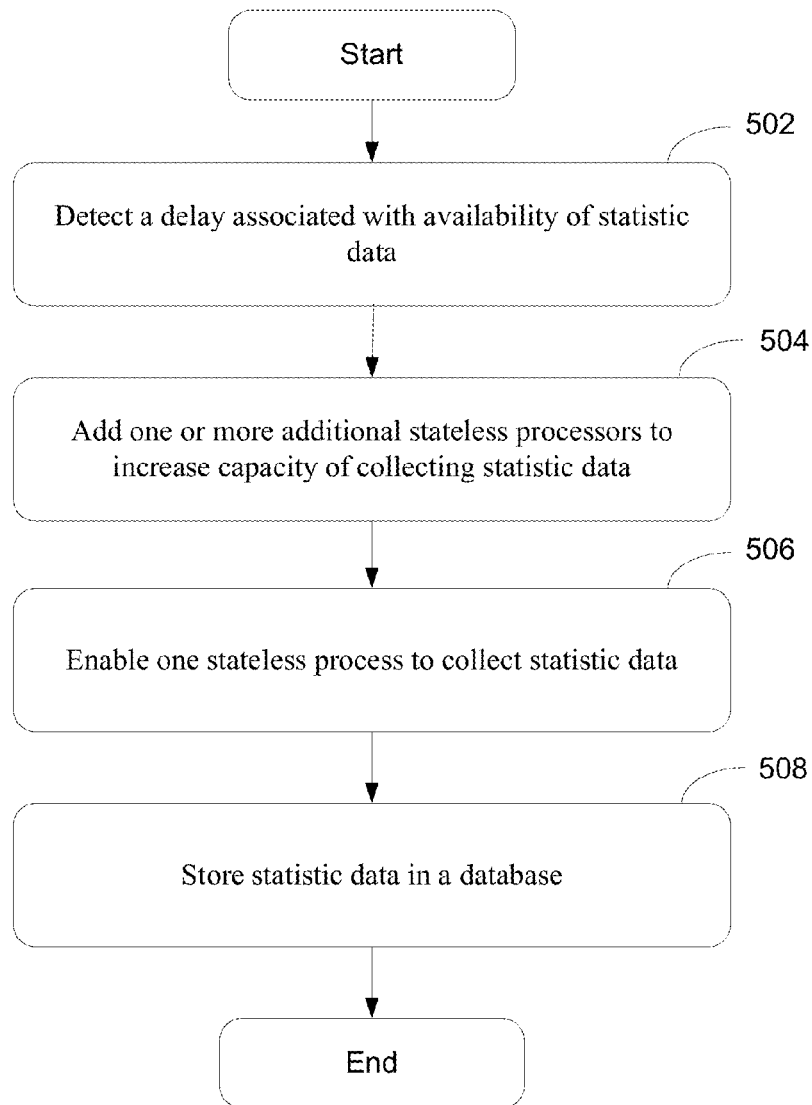 Start
502
Detect a delay associated with availability of statistic
data
504
Add one or more additional stateless processors to
increase capacity of collecting statistic data
506
Enable one stateless process to collect statistic data
508
Store statistic data in a database
End